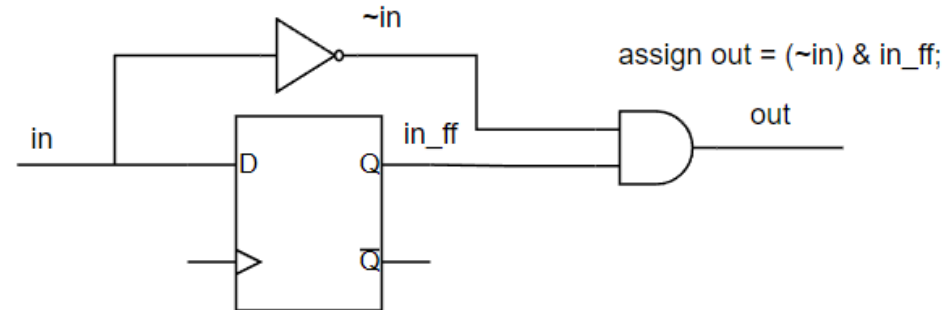 ~in
assign out = (~in) & in_ff;
out
in
in_ff
D
Q
Q̅